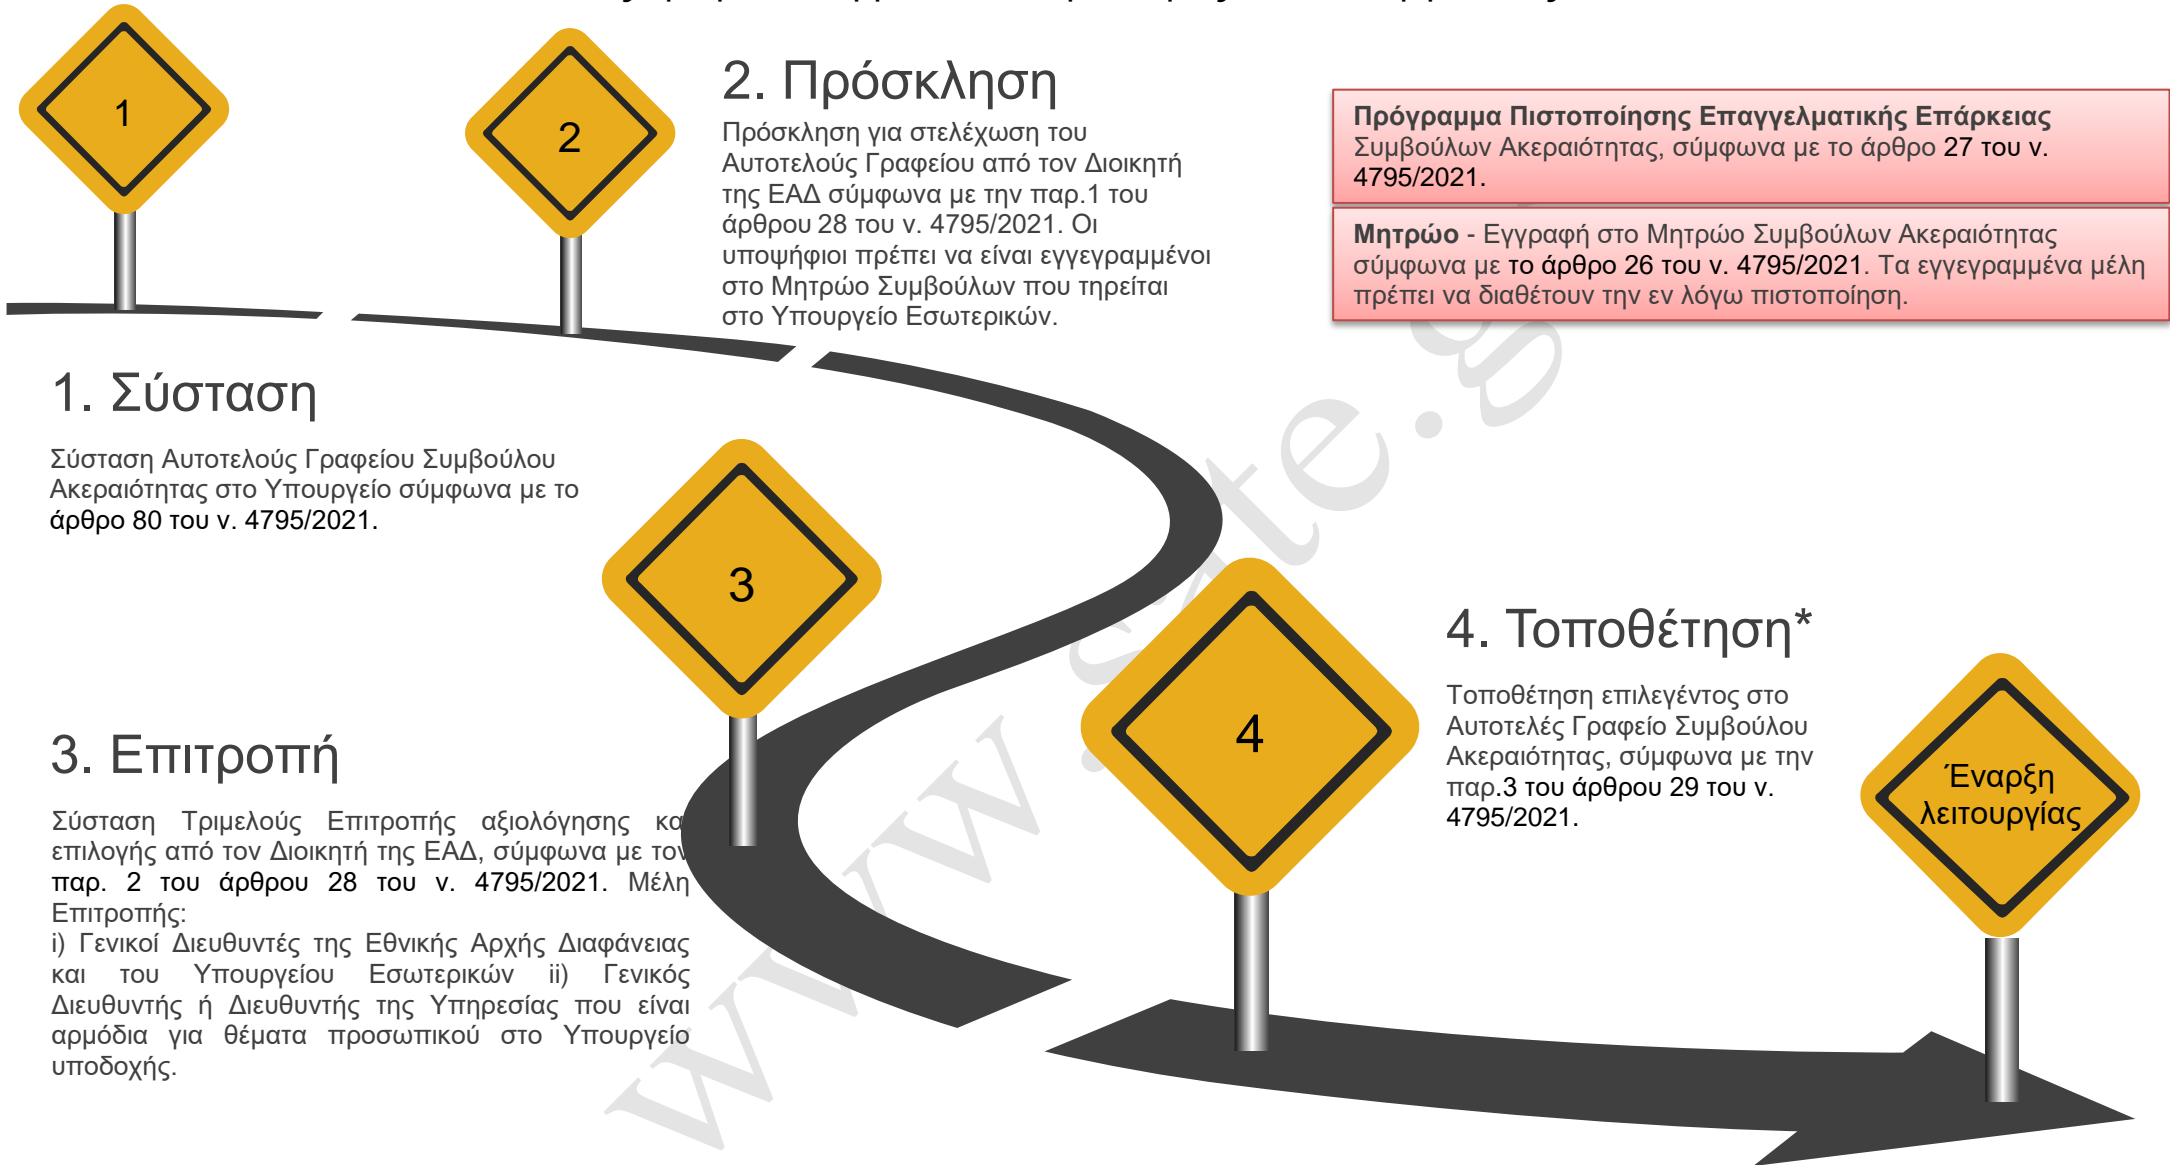 1
2
2. Πρόσκληση
Πρόσκληση για στελέχωση του
Αυτοτελούς Γραφείου από τον Διοικητή
της ΕΑΔ σύμφωνα με την παρ.1 του
άρθρου 28 του ν. 4795/2021. Οι
υποψήφιοι πρέπει να είναι εγγεγραμμένοι
στο Μητρώο Συμβούλων που τηρείται
στο Υπουργείο Εσωτερικών.
Πρόγραμμα Πιστοποίησης Επαγγελματικής Επάρκειας
Συμβούλων Ακεραιότητας, σύμφωνα με το άρθρο 27 του ν.
4795/2021.
Μητρώο - Εγγραφή στο Μητρώο Συμβούλων Ακεραιότητας
σύμφωνα με το άρθρο 26 του ν. 4795/2021. Τα εγγεγραμμένα μέλη
πρέπει να διαθέτουν την εν λόγω πιστοποίηση.
1. Σύσταση
Σύσταση Αυτοτελούς Γραφείου Συμβούλου
Ακεραιότητας στο Υπουργείο σύμφωνα με το
άρθρο 80 του ν. 4795/2021.
3
3. Επιτροπή
Σύσταση Τριμελούς Επιτροπής αξιολόγησης και
επιλογής από τον Διοικητή της ΕΑΔ, σύμφωνα με τον
παρ. 2 του άρθρου 28 του ν. 4795/2021. Μέλη
Επιτροπής:
i) Γενικοί Διευθυντές της Εθνικής Αρχής Διαφάνειας
και του Υπουργείου Εσωτερικών ii) Γενικός
Διευθυντής ή Διευθυντής της Υπηρεσίας που είναι
αρμόδια για θέματα προσωπικού στο Υπουργείο
υποδοχής.
4
4. Τοποθέτηση*
Τοποθέτηση επιλεγέντος στο
Αυτοτελές Γραφείο Συμβούλου
Ακεραιότητας, σύμφωνα με την
παρ.3 του άρθρου 29 του ν.
4795/2021.
Έναρξη
λειτουργίας